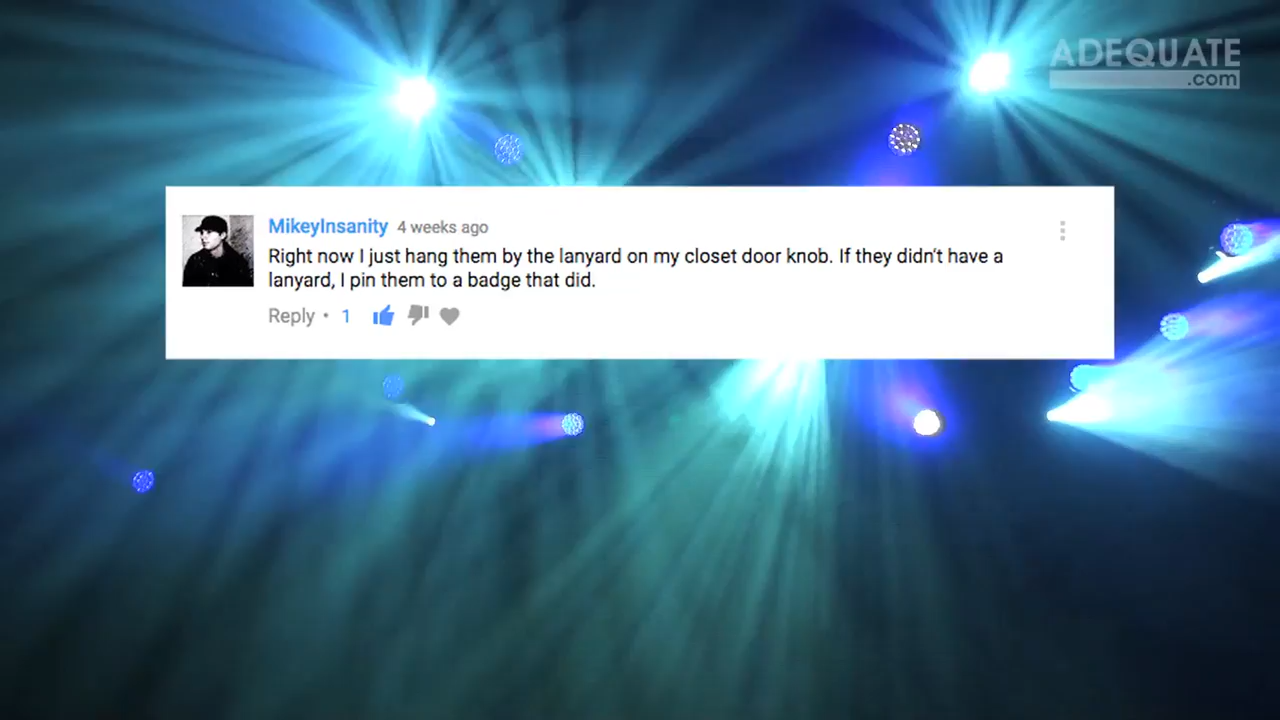 ADEQUATE
.com
MikeyInsanity 4 weeks ago
Right now I just hang them by the lanyard on my closet door knob. If they didn't have a
lanyard, I pin them to a badge that did.
Reply • 1